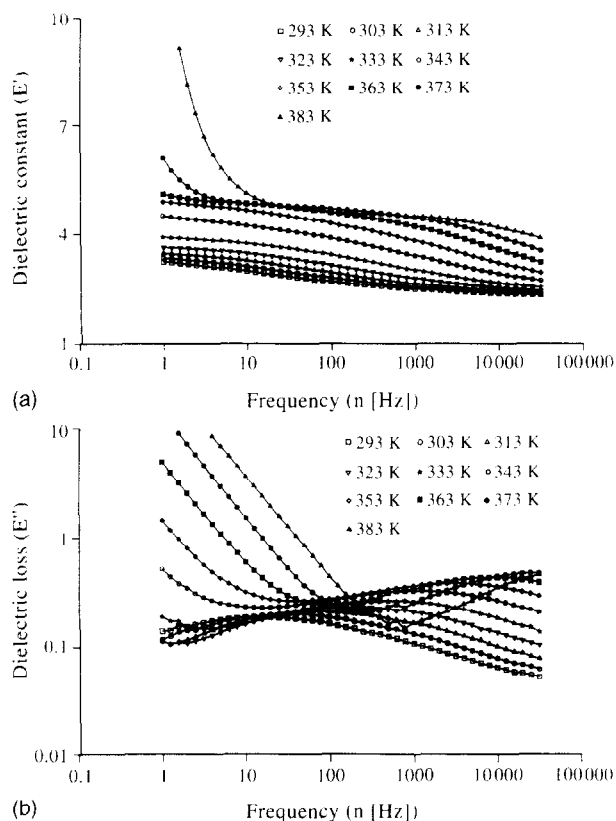 10
□ 293 K ○ 303 K △ 313 K
▽ 323 K ★ 333 K ○ 343 K
◇ 353 K ■ 363 K ● 373 K
▲ 383 K
7
4
1
0.1 1 10 100 1000 10000 100000
Dielectric constant (E')
Frequency (n [Hz])
(a)
10
□ 293 K ○ 303 K △ 313 K
▽ 323 K ★ 333 K ○ 343 K
◇ 353 K ■ 363 K ● 373 K
▲ 383 K
1
0.1
0.01
0.1 1 10 100 1000 10000 100000
Dielectric loss (E")
Frequency (n [Hz])
(b)